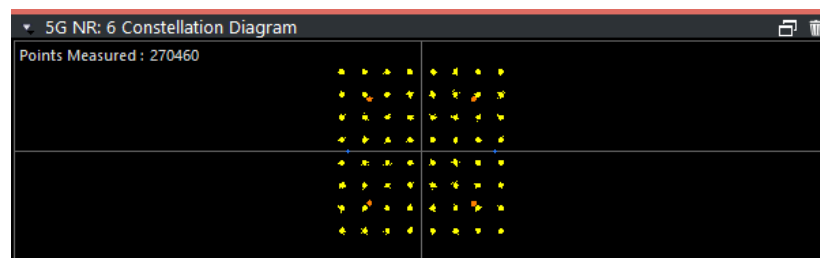 5G NR: 6 Constellation Diagram
Points Measured : 270460